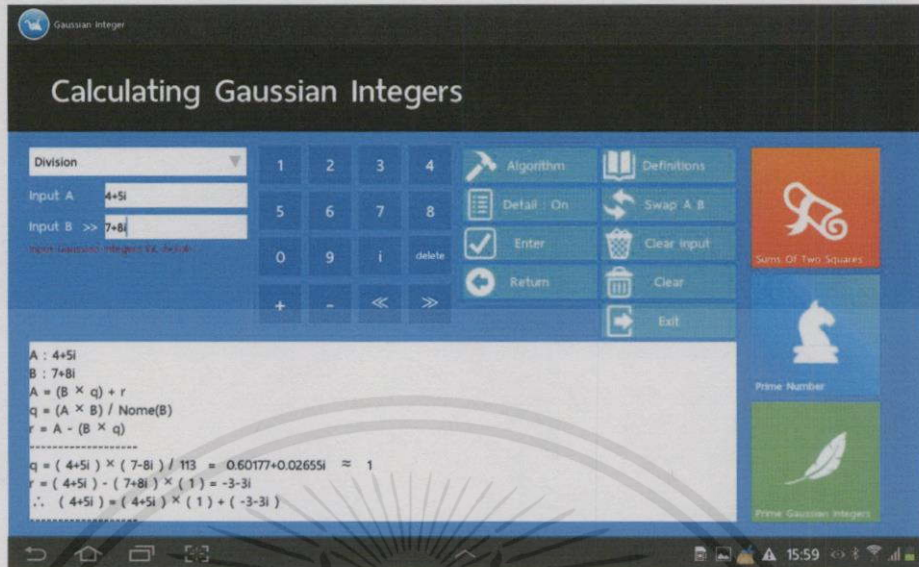 Gaussian Integer
Calculating Gaussian Integers
Division
Input A 4+5i
Input B >> 7+8i
Input Gaussian Integers
1 2 3 4
5 6 7 8
0 9 i delete
+ - ≪ ≫
Algorithm
Detail : On
Enter
Return
Definitions
Swap A B
Clear Input
Clear
Exit
Sums Of Two Squares
Prime Number
Prime Gaussian Integers
A : 4+5i
B : 7+8i
A = (B × q) + r
q = (A × B) / Nome(B)
r = A - (B × q)
--------------------
q = ( 4+5i ) × ( 7-8i ) / 113 = 0.60177+0.02655i ≈ 1
r = ( 4+5i ) - ( 7+8i ) × ( 1 ) = -3-3i
∴ ( 4+5i ) = ( 4+5i ) × ( 1 ) + ( -3-3i )
--------------------
15:59